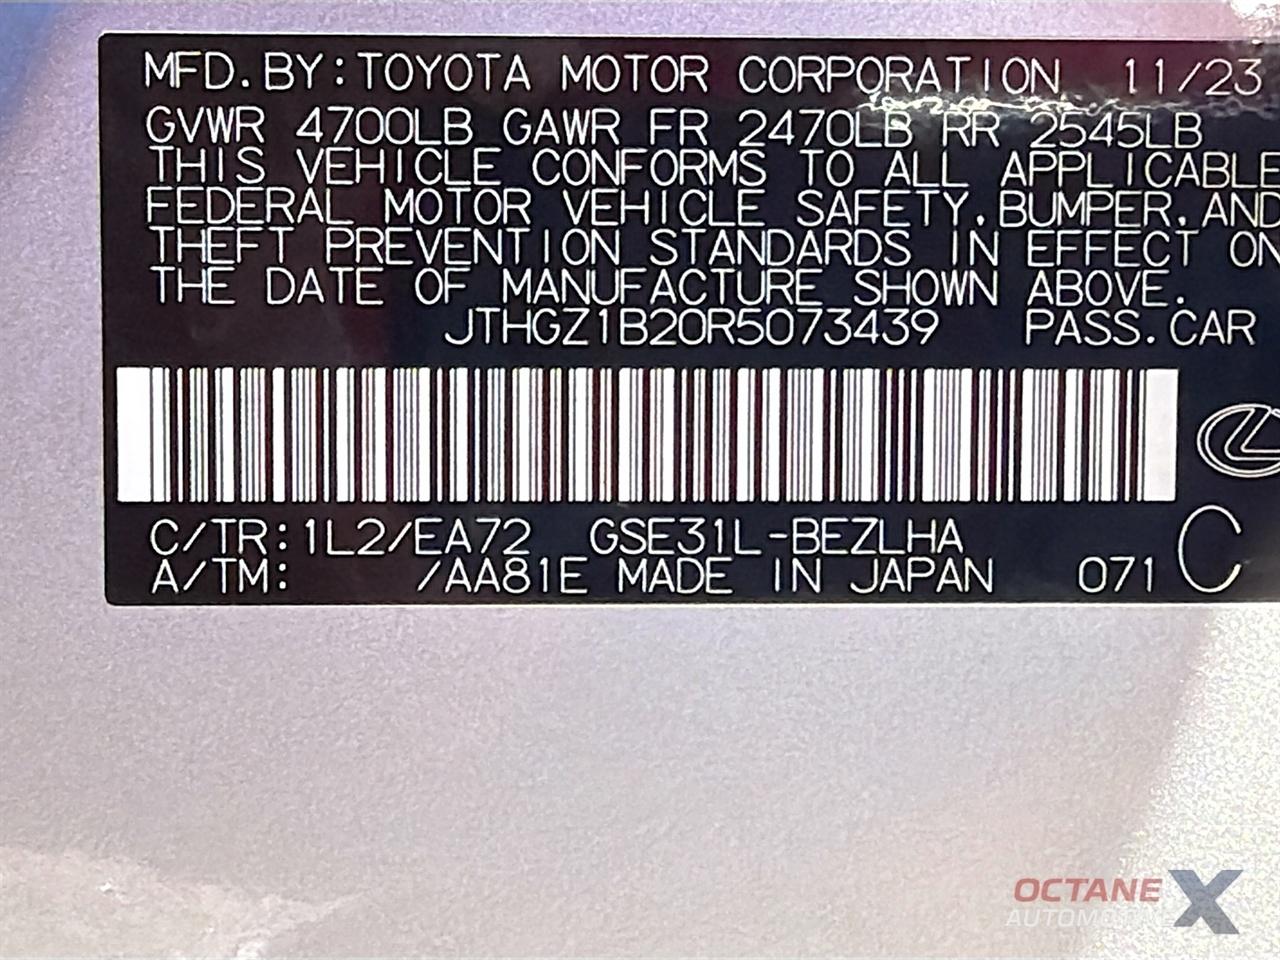 MFD.BY:TOYOTA MOTOR CORPORATION 11/23
GVWR 4700LB GAWR FR 2470LB RR 2545LB
THIS VEHICLE CONFORMS TO ALL APPLICABLE
FEDERAL MOTOR VEHICLE SAFETY,BUMPER,AND
THEFT PREVENTION STANDARDS IN EFFECT ON
THE DATE OF MANUFACTURE SHOWN ABOVE.
JTHGZ1B20R5073439 PASS.CAR
C/TR:1L2/EA72 GSE31L-BEZLHA
A/TM: /AA81E MADE IN JAPAN 071 C
OCTANE X